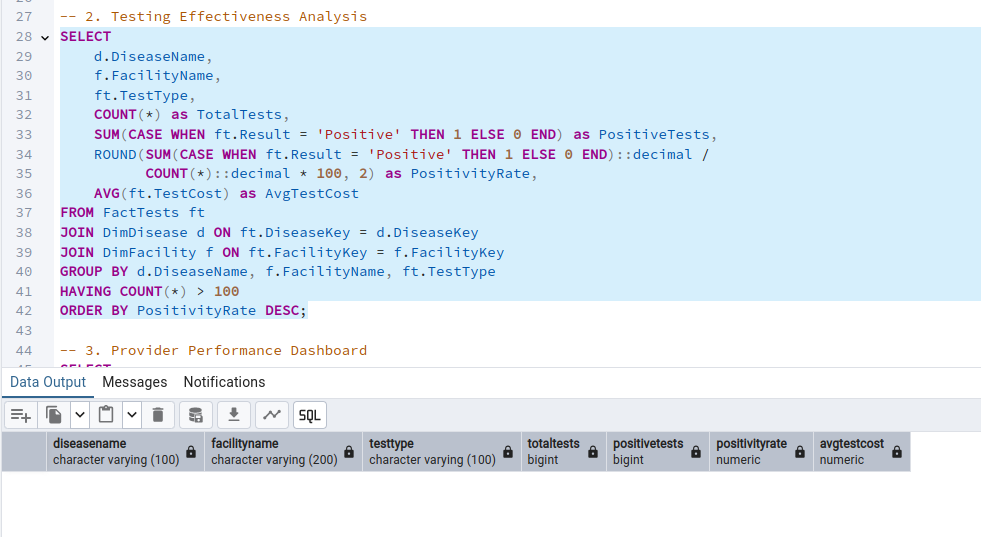 27 -- 2. Testing Effectiveness Analysis
28 SELECT
29 d.DiseaseName,
30 f.FacilityName,
31 ft.TestType,
32 COUNT(*) as TotalTests,
33 SUM(CASE WHEN ft.Result = 'Positive' THEN 1 ELSE 0 END) as PositiveTests,
34 ROUND(SUM(CASE WHEN ft.Result = 'Positive' THEN 1 ELSE 0 END)::decimal /
35 COUNT(*)::decimal * 100, 2) as PositivityRate,
36 AVG(ft.TestCost) as AvgTestCost
37 FROM FactTests ft
38 JOIN DimDisease d ON ft.DiseaseKey = d.DiseaseKey
39 JOIN DimFacility f ON ft.FacilityKey = f.FacilityKey
40 GROUP BY d.DiseaseName, f.FacilityName, ft.TestType
41 HAVING COUNT(*) > 100
42 ORDER BY PositivityRate DESC;
43
44 -- 3. Provider Performance Dashboard
Data Output Messages Notifications
SQL
diseasename facilityname testtype totaltests positivetests positivityrate avgtestcost
character varying (100) character varying (200) character varying (100) bigint bigint numeric numeric